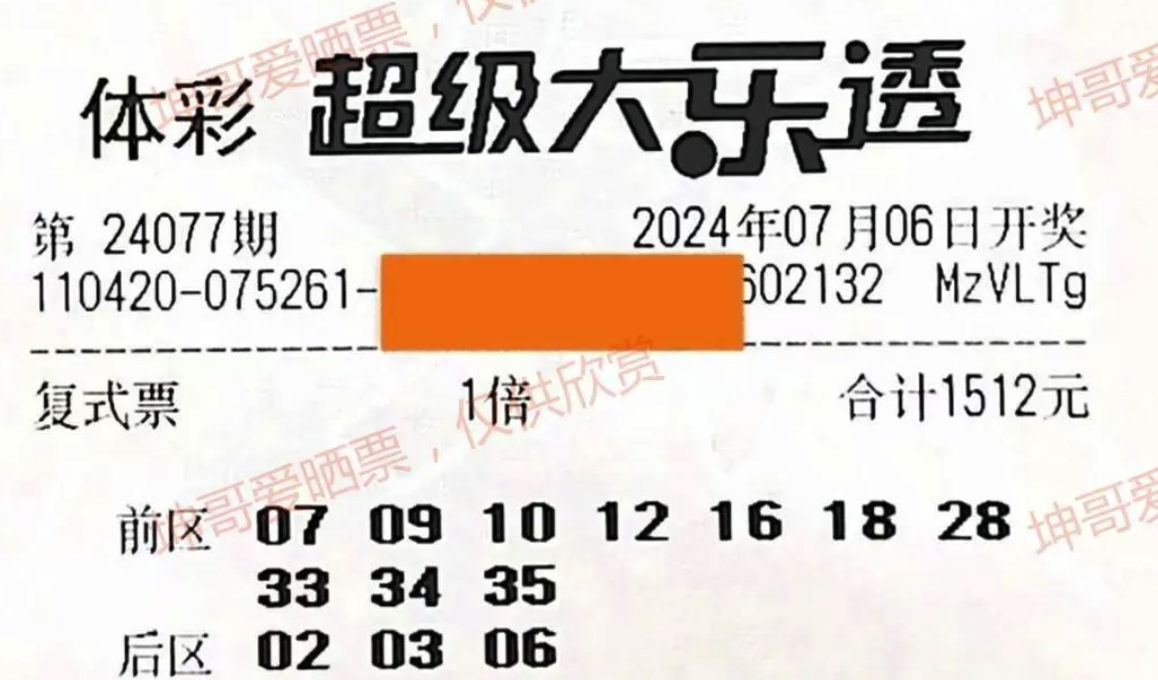 体彩 超级大乐透
第 24077期 2024年07月06日开奖
110420-075261- 602132 MzVLTg
复式票 1倍 合计1512元
前区 07 09 10 12 16 18 28
33 34 35
后区 02 03 06
坤哥爱晒票，仅
坤哥爱
坤哥爱晒票，仅供欣赏
坤哥爱